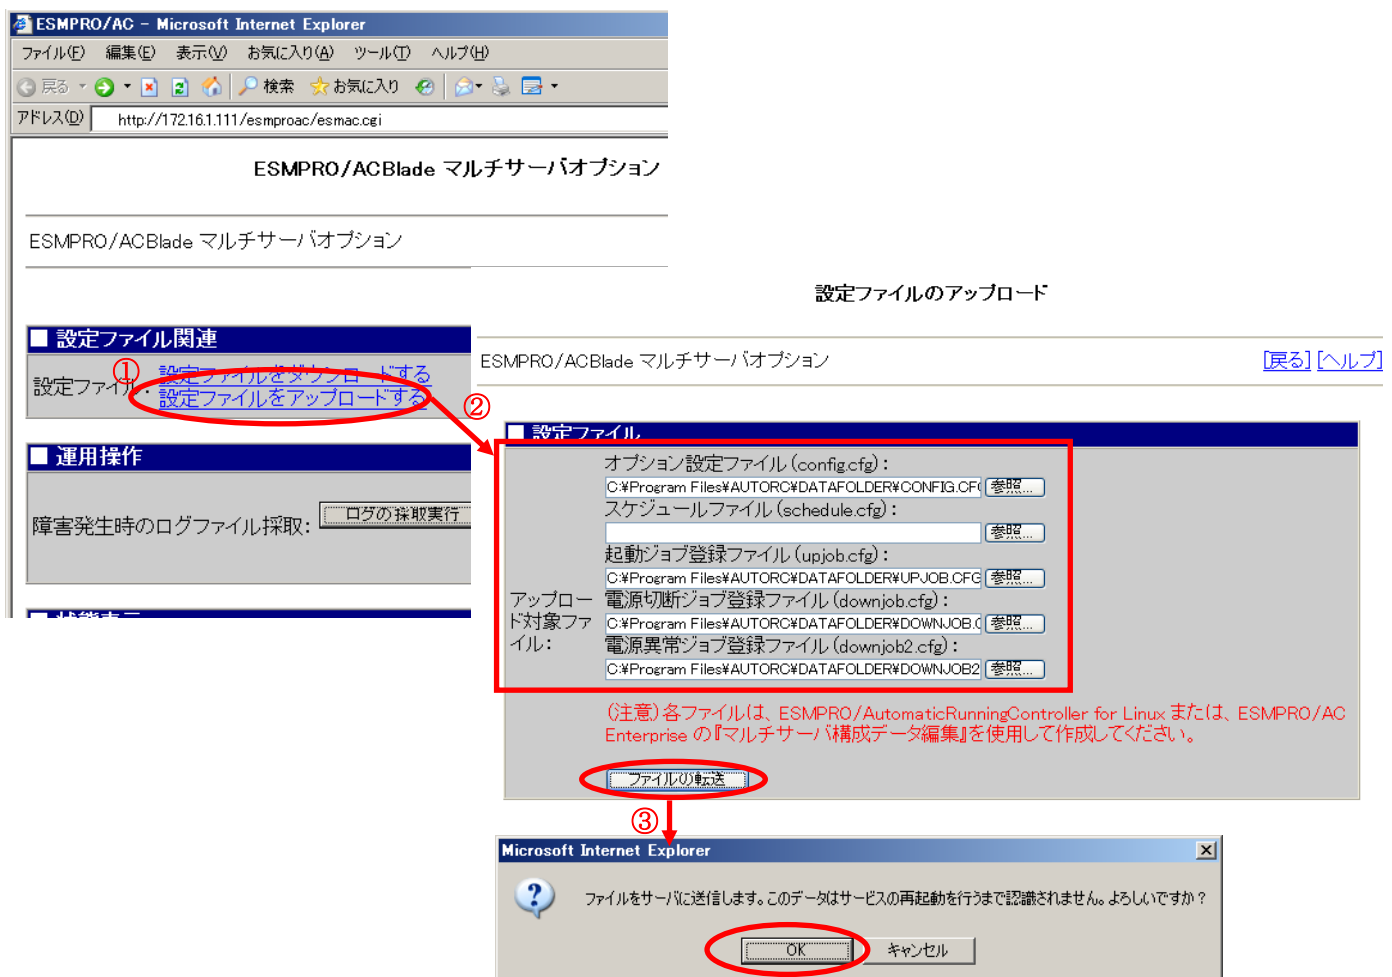 ESMPRO/AC - Microsoft Internet Explorer
ファイル(F) 編集(E) 表示(V) お気に入り(A) ツール(T) ヘルプ(H)
戻る 検索 お気に入り
アドレス(D) http://172.16.1.111/esmproac/esmac.cgi
ESMPRO/ACBlade マルチサーバオプション
ESMPRO/ACBlade マルチサーバオプション
■ 設定ファイル関連
①
設定ファイル: 設定ファイルをダウンロードする
設定ファイルをアップロードする
■ 運用操作
障害発生時のログファイル採取: ログの採取実行
■ 状態表示
設定ファイルのアップロード
ESMPRO/ACBlade マルチサーバオプション [戻る] [ヘルプ]
②
■ 設定ファイル
オプション設定ファイル(config.cfg):
C:¥Program Files¥AUTORC¥DATAFOLDER¥CONFIG.CF 参照...
スケジュールファイル(schedule.cfg):
参照...
起動ジョブ登録ファイル(upjob.cfg):
C:¥Program Files¥AUTORC¥DATAFOLDER¥UPJOB.CFG 参照...
アップロード対象ファイル:
電源切断ジョブ登録ファイル(downjob.cfg):
C:¥Program Files¥AUTORC¥DATAFOLDER¥DOWNJOB. 参照...
電源異常ジョブ登録ファイル(downjob2.cfg):
C:¥Program Files¥AUTORC¥DATAFOLDER¥DOWNJOB2 参照...
(注意)各ファイルは、ESMPRO/AutomaticRunningController for Linux または、ESMPRO/AC
Enterprise の『マルチサーバ構成データ編集』を使用して作成してください。
ファイルの転送
③
Microsoft Internet Explorer
ファイルをサーバに送信します。このデータはサービスの再起動を行うまで認識されません。よろしいですか?
OK キャンセル